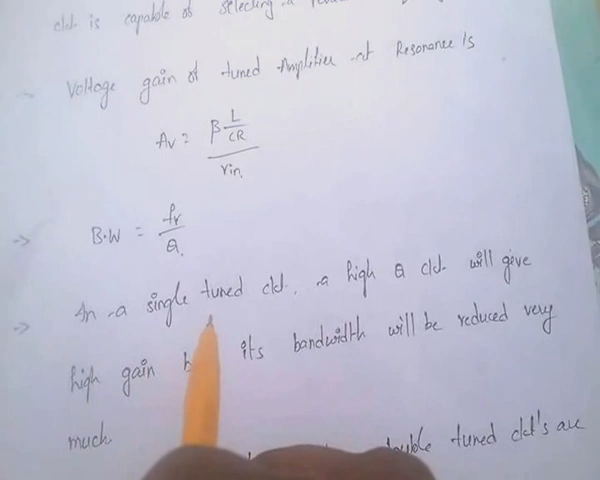 ckt is capable of selecting a
Voltage gain of tuned Amplifier at Resonance is
Av = β L/CR / rin
B.W = fr/Q.
In a single tuned ckt, a high Q ckt will give
high gain its bandwidth will be reduced very
much
double tuned ckt's are